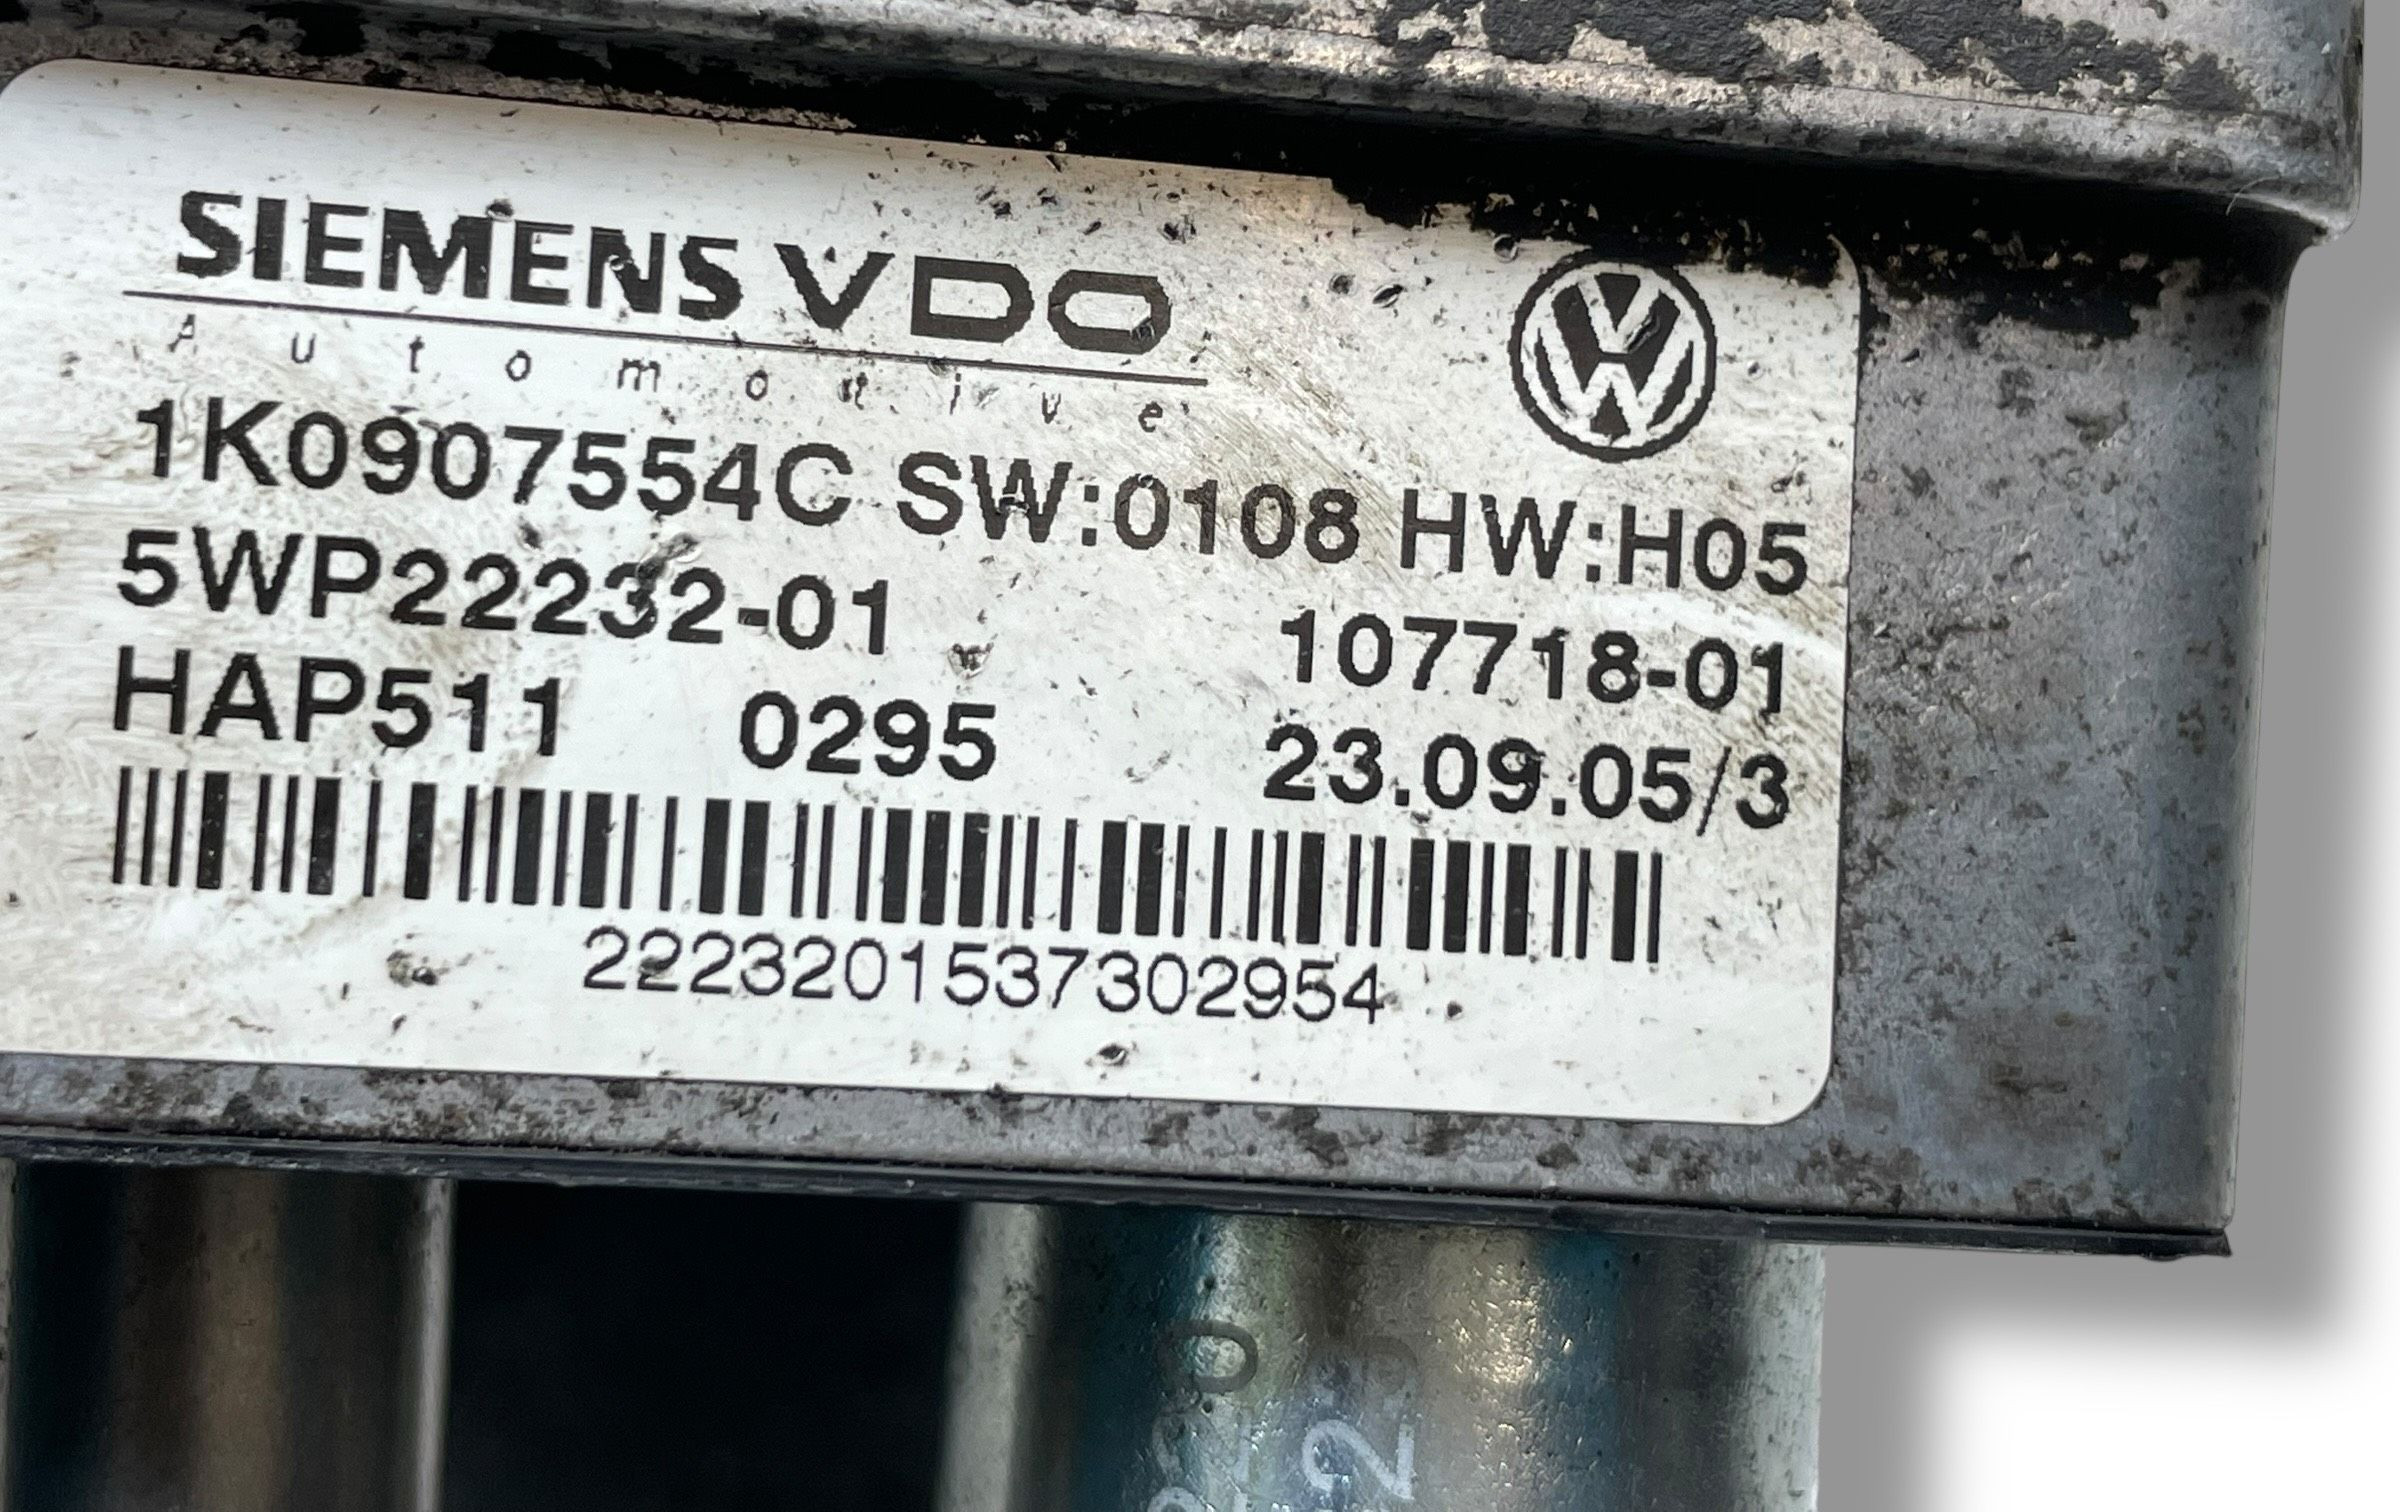 SIEMENS VDO
Automotive
1K0907554C SW:0108 HW:H05
5WP22232-01 107718-01
HAP511 0295 23.09.05/3
2223201537302954